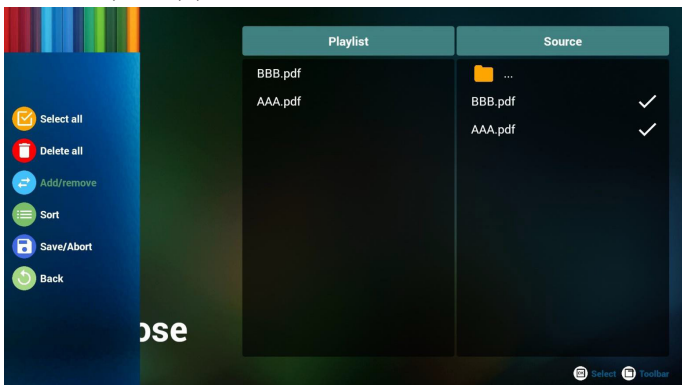 Playlist
Source
BBB.pdf
AAA.pdf
...
BBB.pdf
AAA.pdf
Select all
Delete all
Add/remove
Sort
Save/Abort
Back
ose
OK Select Toolbar